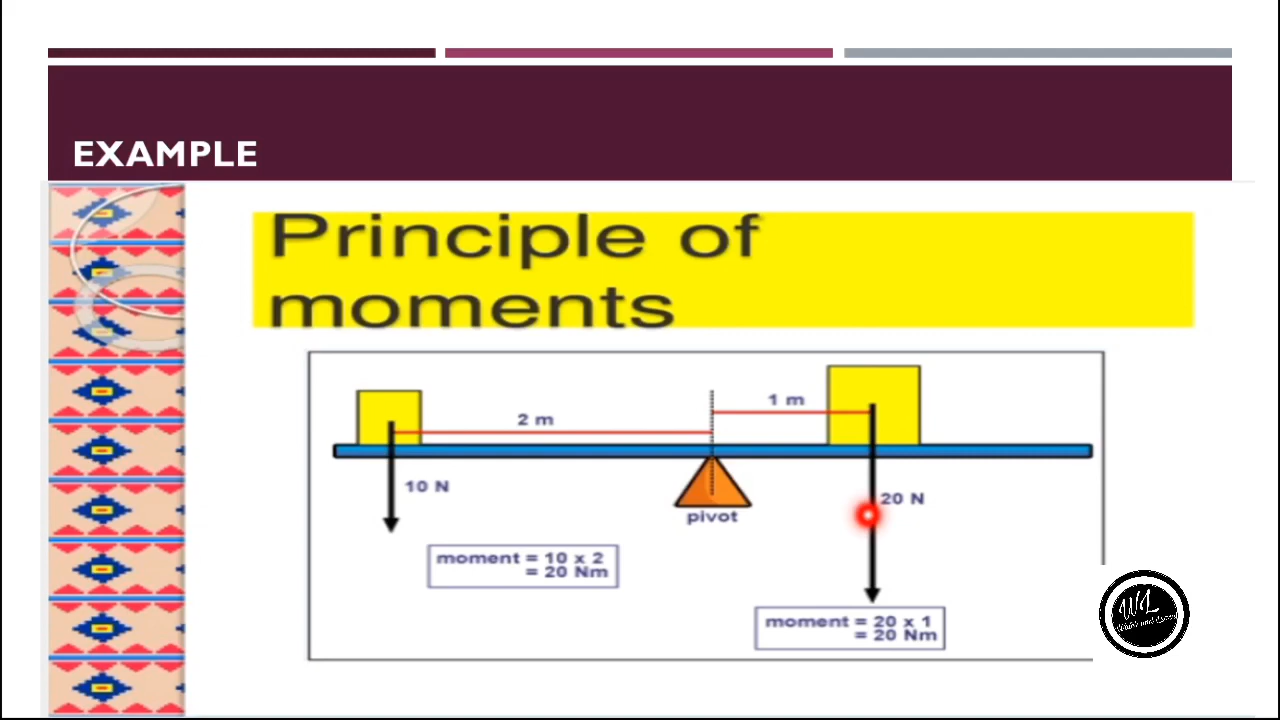 EXAMPLE
Principle of
moments
1 m
2 m
10 N
20 N
pivot
moment = 10 x 2
= 20 Nm
moment = 20 x 1
= 20 Nm
WL